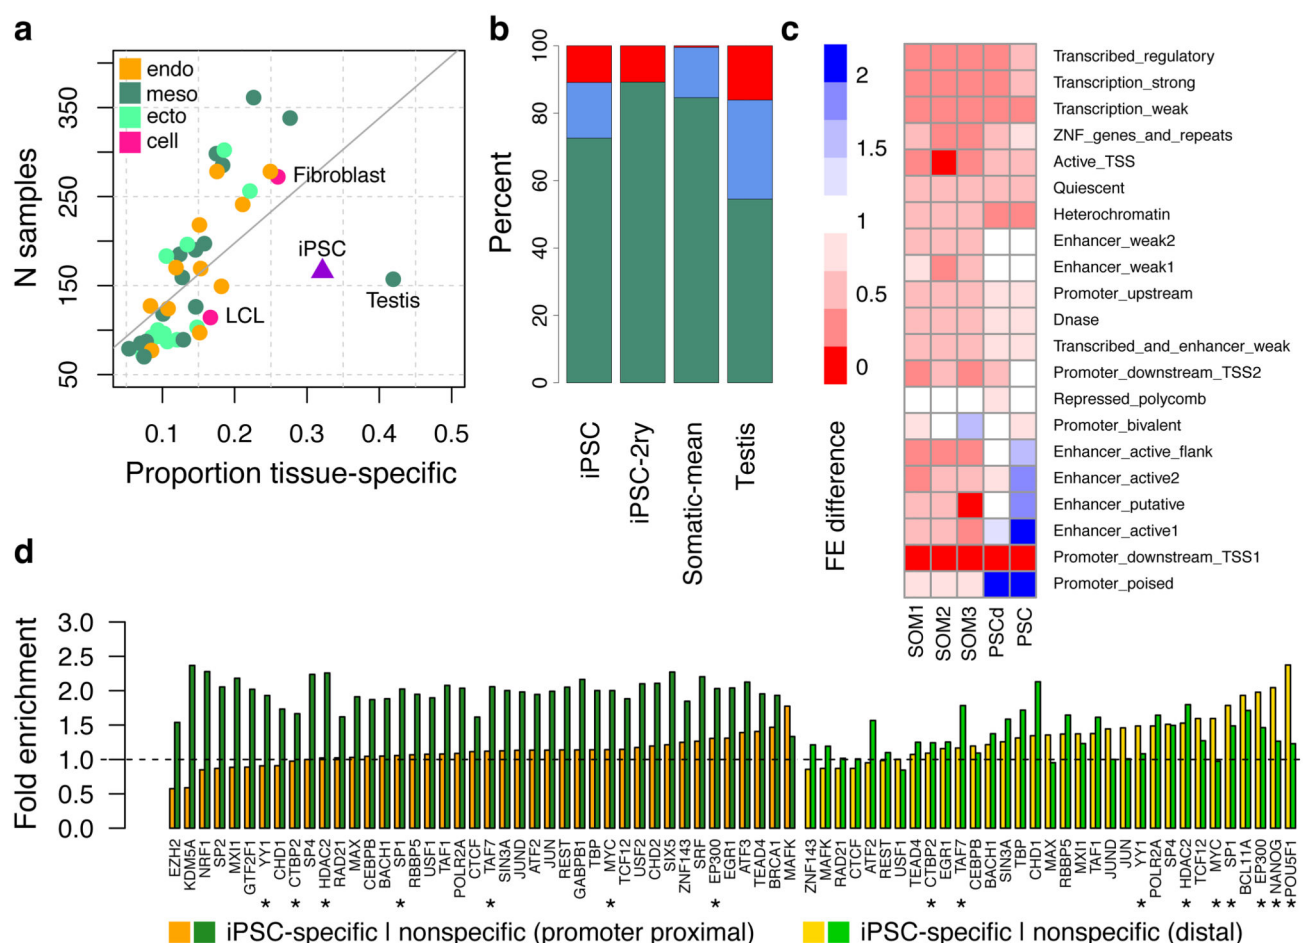 a
N samples
350
250
150
50
endo
meso
ecto
cell
Fibroblast
iPSC
Testis
LCL
0.1 0.2 0.3 0.4 0.5
Proportion tissue-specific
b
Percent
100
80
60
40
20
0
iPSC
iPSC-2ry
Somatic-mean
Testis
c
2
1.5
1
0.5
0
FE difference
Transcribed_regulatory
Transcription_strong
Transcription_weak
ZNF_genes_and_repeats
Active_TSS
Quiescent
Heterochromatin
Enhancer_weak2
Enhancer_weak1
Promoter_upstream
Dnase
Transcribed_and_enhancer_weak
Promoter_downstream_TSS2
Repressed_polycomb
Promoter_bivalent
Enhancer_active_flank
Enhancer_active2
Enhancer_putative
Enhancer_active1
Promoter_downstream_TSS1
Promoter_poised
SOM1
SOM2
SOM3
PSCd
PSC
d
Fold enrichment
3.0
2.5
2.0
1.5
1.0
0.5
0.0
EZH2
KDM5A
NRF1
SP2
MXI1
GTF2F1
YY1 *
CHD1
CTBP2 *
SP4
HDAC2 *
RAD21
MAX
CEBPB
BACH1
SP1 *
RBBP5
USF1
TAF1
POLR2A
CTCF
TAF7 *
SIN3A
JUND
ATF2
JUN
REST
GABPB1
TBP
MYC *
TCF12
USF2
CHD2
SIX5
ZNF143
SRF
EP300 *
EGR1
ATF3
TEAD4
BRCA1
MAFK
ZNF143
MAFK
RAD21
CTCF
ATF2
REST
USF1
TEAD4
CTBP2 *
EGR1
TAF7 *
CEBPB
BACH1
SIN3A
TBP
CHD1
MAX
RBBP5
MXI1
TAF1
JUND
JUN
YY1 *
POLR2A
SP4
HDAC2 *
TCF12
MYC *
SP1 *
BCL11A
EP300 *
NANOG *
POU5F1 *
iPSC-specific | nonspecific (promoter proximal)
iPSC-specific | nonspecific (distal)